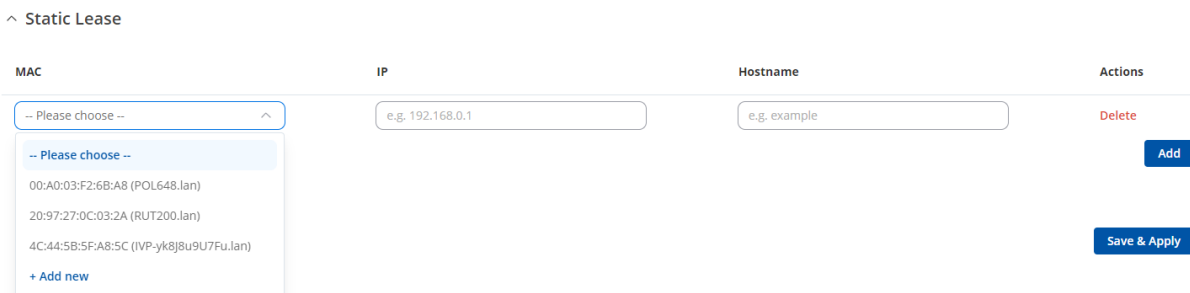 Static Lease
MAC IP Hostname Actions
-- Please choose -- e.g. 192.168.0.1 e.g. example Delete
-- Please choose --
Add
00:A0:03:F2:6B:A8 (POL648.lan)
20:97:27:0C:03:2A (RUT200.lan)
4C:44:5B:5F:A8:5C (IVP-yk8J8u9U7Fu.lan)
Save & Apply
+ Add new